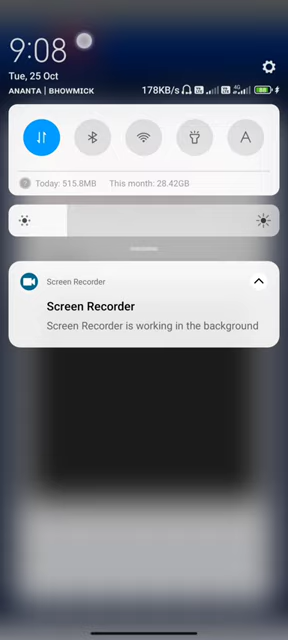 9:08
Tue, 25 Oct
ANANTA | BHOWMICK
178KB/s
4G
A
Today: 515.8MB This month: 28.42GB
Screen Recorder
Screen Recorder
Screen Recorder is working in the background